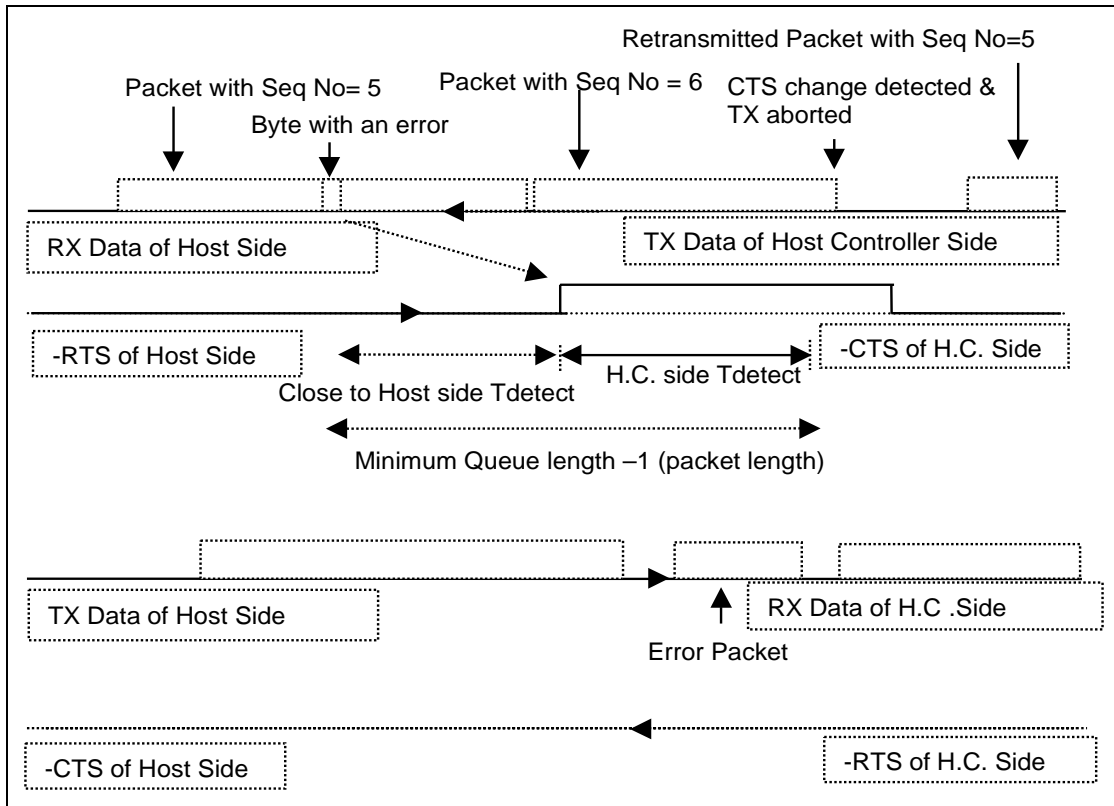 Retransmitted Packet with Seq No=5
Packet with Seq No= 5
Packet with Seq No = 6
CTS change detected &
TX aborted
Byte with an error
RX Data of Host Side
TX Data of Host Controller Side
-RTS of Host Side
-CTS of H.C. Side
Close to Host side Tdetect
H.C. side Tdetect
Minimum Queue length –1 (packet length)
TX Data of Host Side
RX Data of H.C .Side
Error Packet
-CTS of Host Side
-RTS of H.C. Side